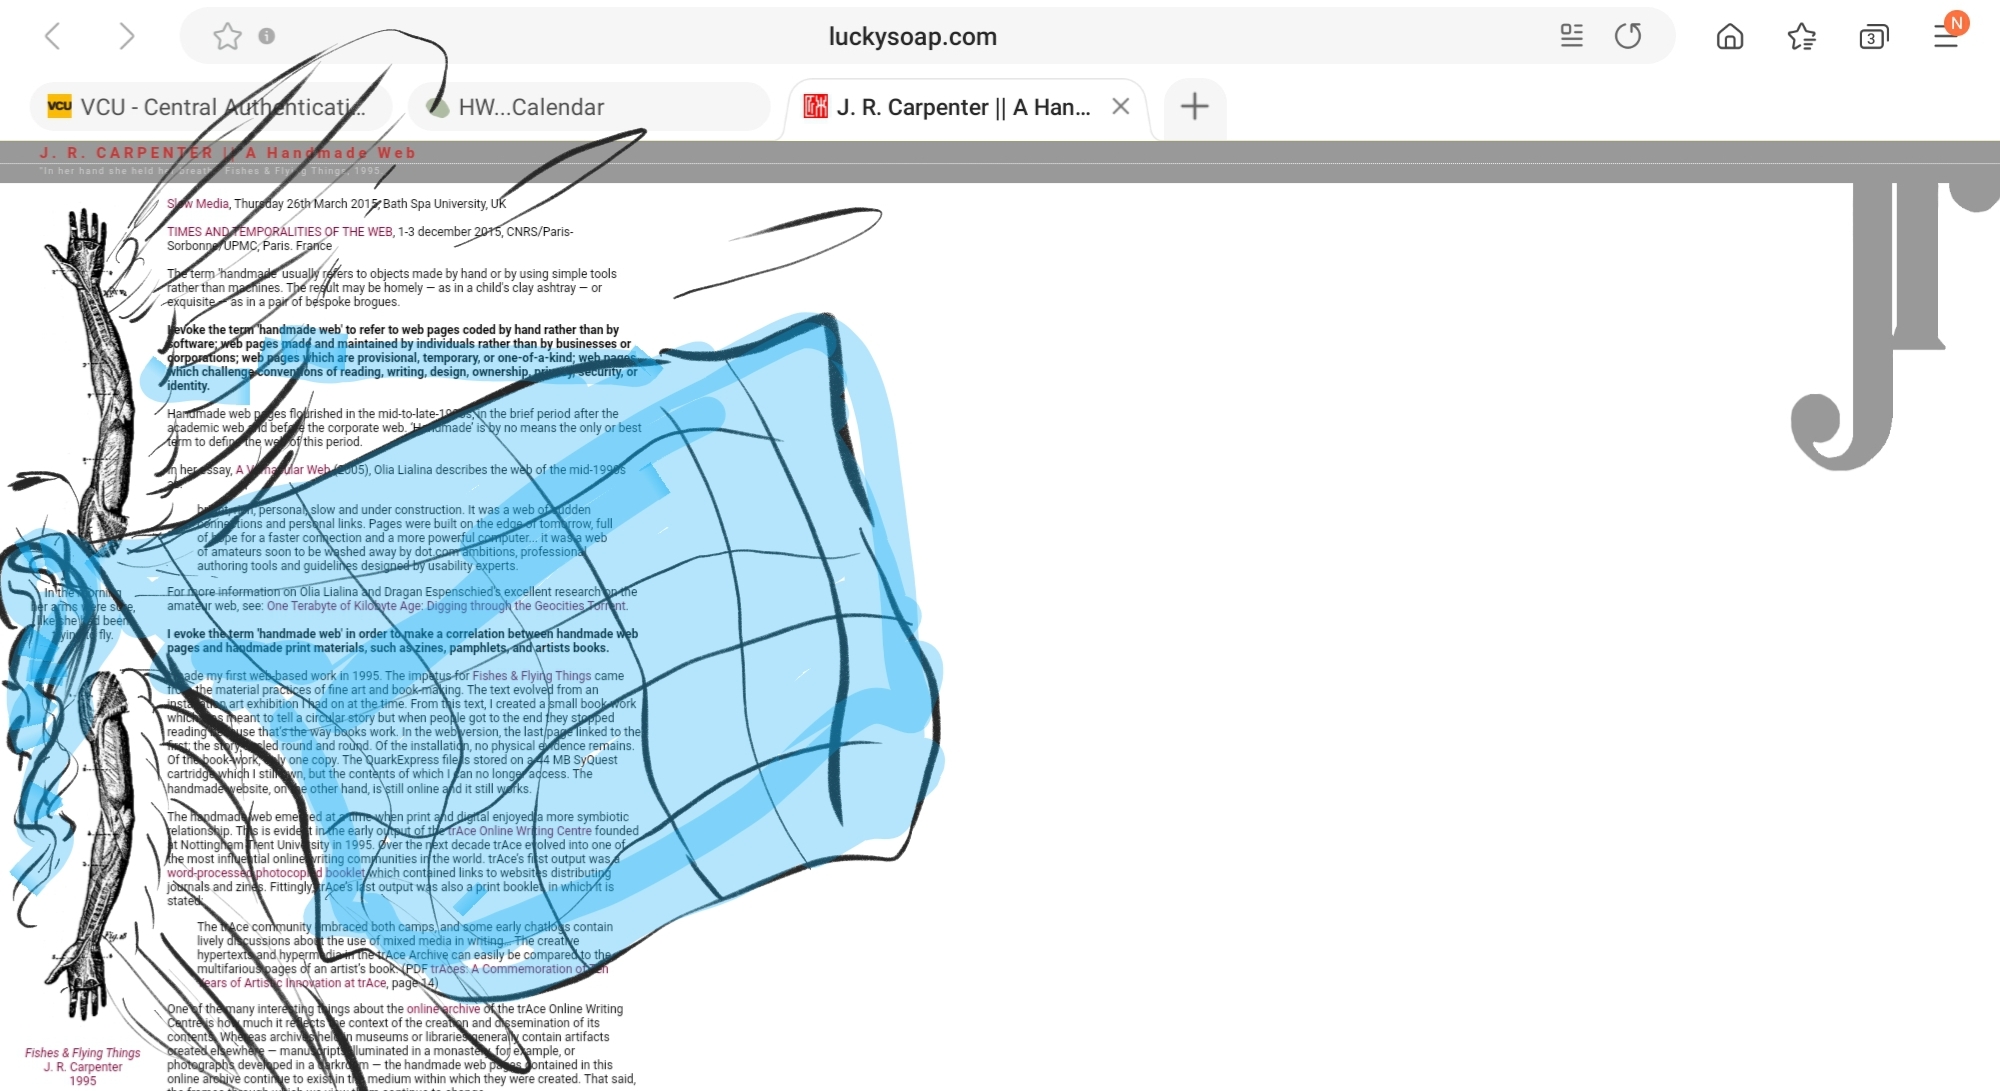 luckysoap.com
3
N
VCU
VCU - Central Authenticati...
HW...Calendar
J. R. Carpenter || A Han...
J. R. CARPENTER || A Handmade Web
"In her hand she held her breath. Fishes & Flying Things, 1995.
Slow Media, Thursday 26th March 2015, Bath Spa University, UK
TIMES AND TEMPORALITIES OF THE WEB, 1-3 december 2015, CNRS/Paris-
Sorbonne/UPMC, Paris. France
The term 'handmade' usually refers to objects made by hand or by using simple tools
rather than machines. The result may be homely — as in a child's clay ashtray — or
exquisite — as in a pair of bespoke brogues.
I evoke the term 'handmade web' to refer to web pages coded by hand rather than by
software; web pages made and maintained by individuals rather than by businesses or
corporations; web pages which are provisional, temporary, or one-of-a-kind; web pages
which challenge conventions of reading, writing, design, ownership, privacy, security, or
identity.
Handmade web pages flourished in the mid-to-late-1990s, in the brief period after the
academic web and before the corporate web. 'Handmade' is by no means the only or best
term to define the web of this period.
In her essay, A Vernacular Web (2005), Olia Lialina describes the web of the mid-1990s
as:
bright, rich, personal, slow and under construction. It was a web of sudden
connections and personal links. Pages were built on the edge of tomorrow, full
of hope for a faster connection and a more powerful computer... it was a web
of amateurs soon to be washed away by dot.com ambitions, professional
authoring tools and guidelines designed by usability experts.
For more information on Olia Lialina and Dragan Espenschied's excellent research on the
amateur web, see: One Terabyte of Kilobyte Age: Digging through the Geocities Torrent.
I evoke the term 'handmade web' in order to make a correlation between handmade web
pages and handmade print materials, such as zines, pamphlets, and artists books.
I made my first web-based work in 1995. The impetus for Fishes & Flying Things came
from the material practices of fine art and book-making. The text evolved from an
installation art exhibition I had on at the time. From this text, I created a small book work
which was meant to tell a circular story but when people got to the end they stopped
reading because that's the way books work. In the web version, the last page linked to the
first; the story circled round and round. Of the installation, no physical evidence remains.
Of the book-work, only one copy. The QuarkExpress file is stored on a 44 MB SyQuest
cartridge which I still own, but the contents of which I can no longer access. The
handmade website, on the other hand, is still online and it still works.
The handmade web emerged at a time when print and digital enjoyed a more symbiotic
relationship. This is evident in the early output of the trAce Online Writing Centre founded
at Nottingham Trent University in 1995. Over the next decade trAce evolved into one of
the most influential online writing communities in the world. trAce's first output was a
word-processed photocopied booklet which contained links to websites distributing
journals and zines. Fittingly, trAce's last output was also a print booklet, in which it is
stated:
The trAce community embraced both camps, and some early chatlogs contain
lively discussions about the use of mixed media in writing... The creative
hypertexts and hypermedia in the trAce Archive can easily be compared to the
multifarious pages of an artist's book. (PDF trAces: A Commemoration of Ten
Years of Artistic Innovation at trAce, page 14)
One of the many interesting things about the online archive of the trAce Online Writing
Centre is how much it reflects the context of the creation and dissemination of its
contents. Whereas archives held in museums or libraries generally contain artifacts
created elsewhere — manuscripts illuminated in a monastery, for example, or
photographs developed in a darkroom — the handmade web pages contained in this
online archive continue to exist in the medium within which they were created. That said,
In the morning
her arms were sore,
like she had been
trying to fly.
Fig.8
Fishes & Flying Things
J. R. Carpenter
1995
Jr